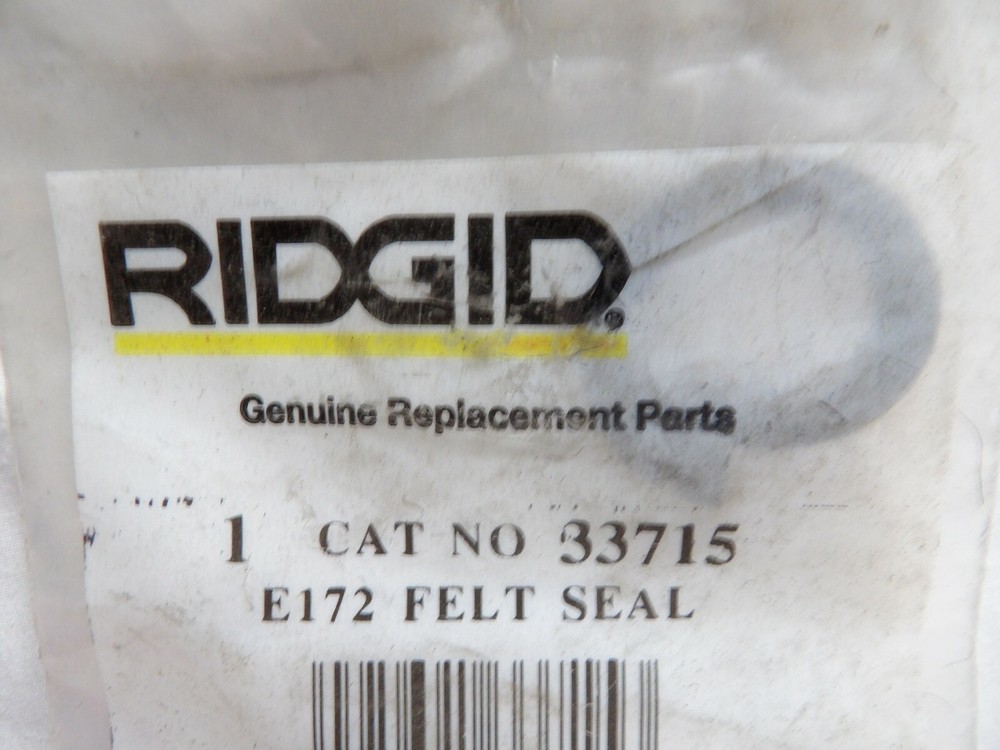 RIDGID®
Genuine Replacement Parts
1 CAT NO 33715
E172 FELT SEAL